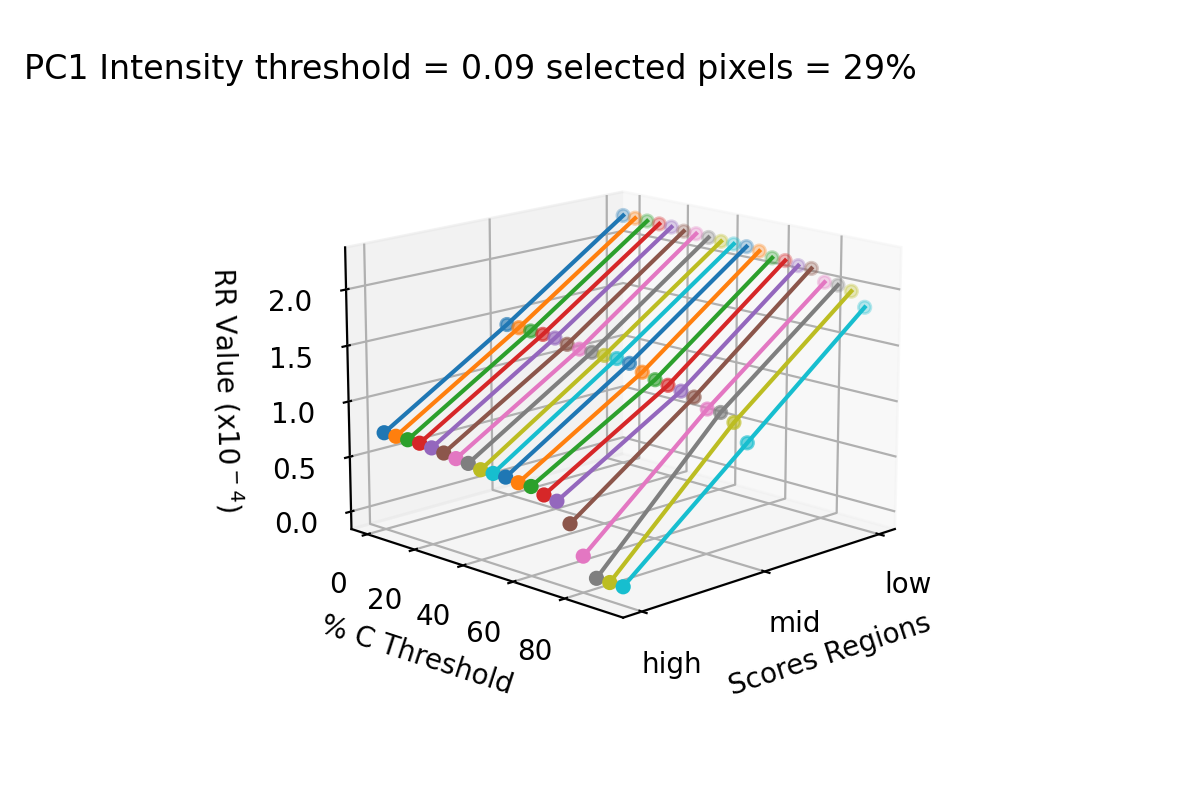 PC1 Intensity threshold = 0.09 selected pixels = 29%
RR Value (x10⁻⁴)
2.0
1.5
1.0
0.5
0.0
0
20
40
60
80
% C Threshold
low
mid
high
Scores Regions